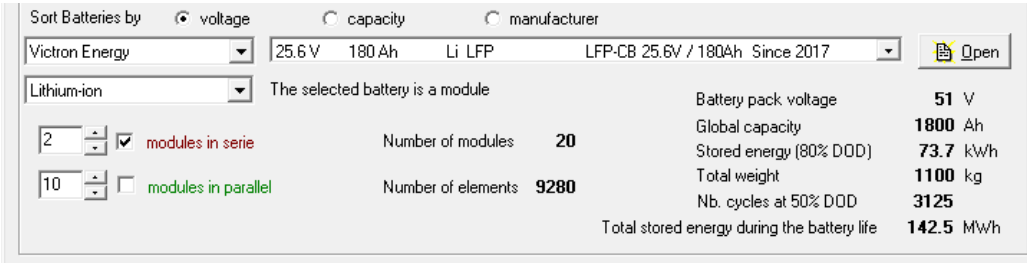 Sort Batteries by voltage capacity manufacturer
Victron Energy 25.6 V 180 Ah Li LFP LFP-CB 25.6V / 180Ah Since 2017 Open
Lithium-ion The selected battery is a module
Battery pack voltage 51 V
Global capacity 1800 Ah
2 modules in serie Number of modules 20
Stored energy (80% DOD) 73.7 kWh
Total weight 1100 kg
10 modules in parallel Number of elements 9280
Nb. cycles at 50% DOD 3125
Total stored energy during the battery life 142.5 MWh